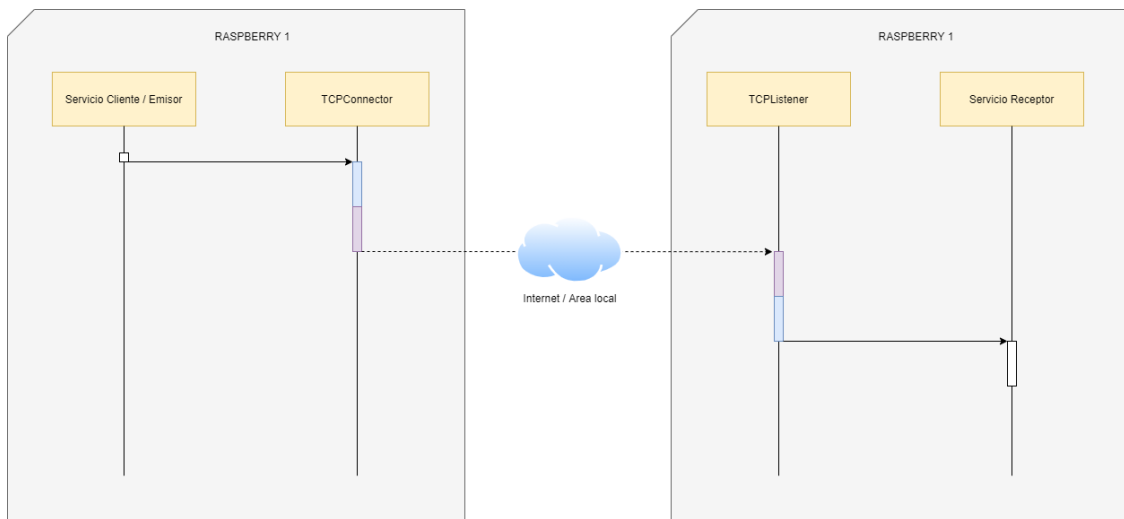 RASPBERRY 1
RASPBERRY 1
Servicio Cliente / Emisor
TCPConnector
TCPListener
Servicio Receptor
Internet / Area local